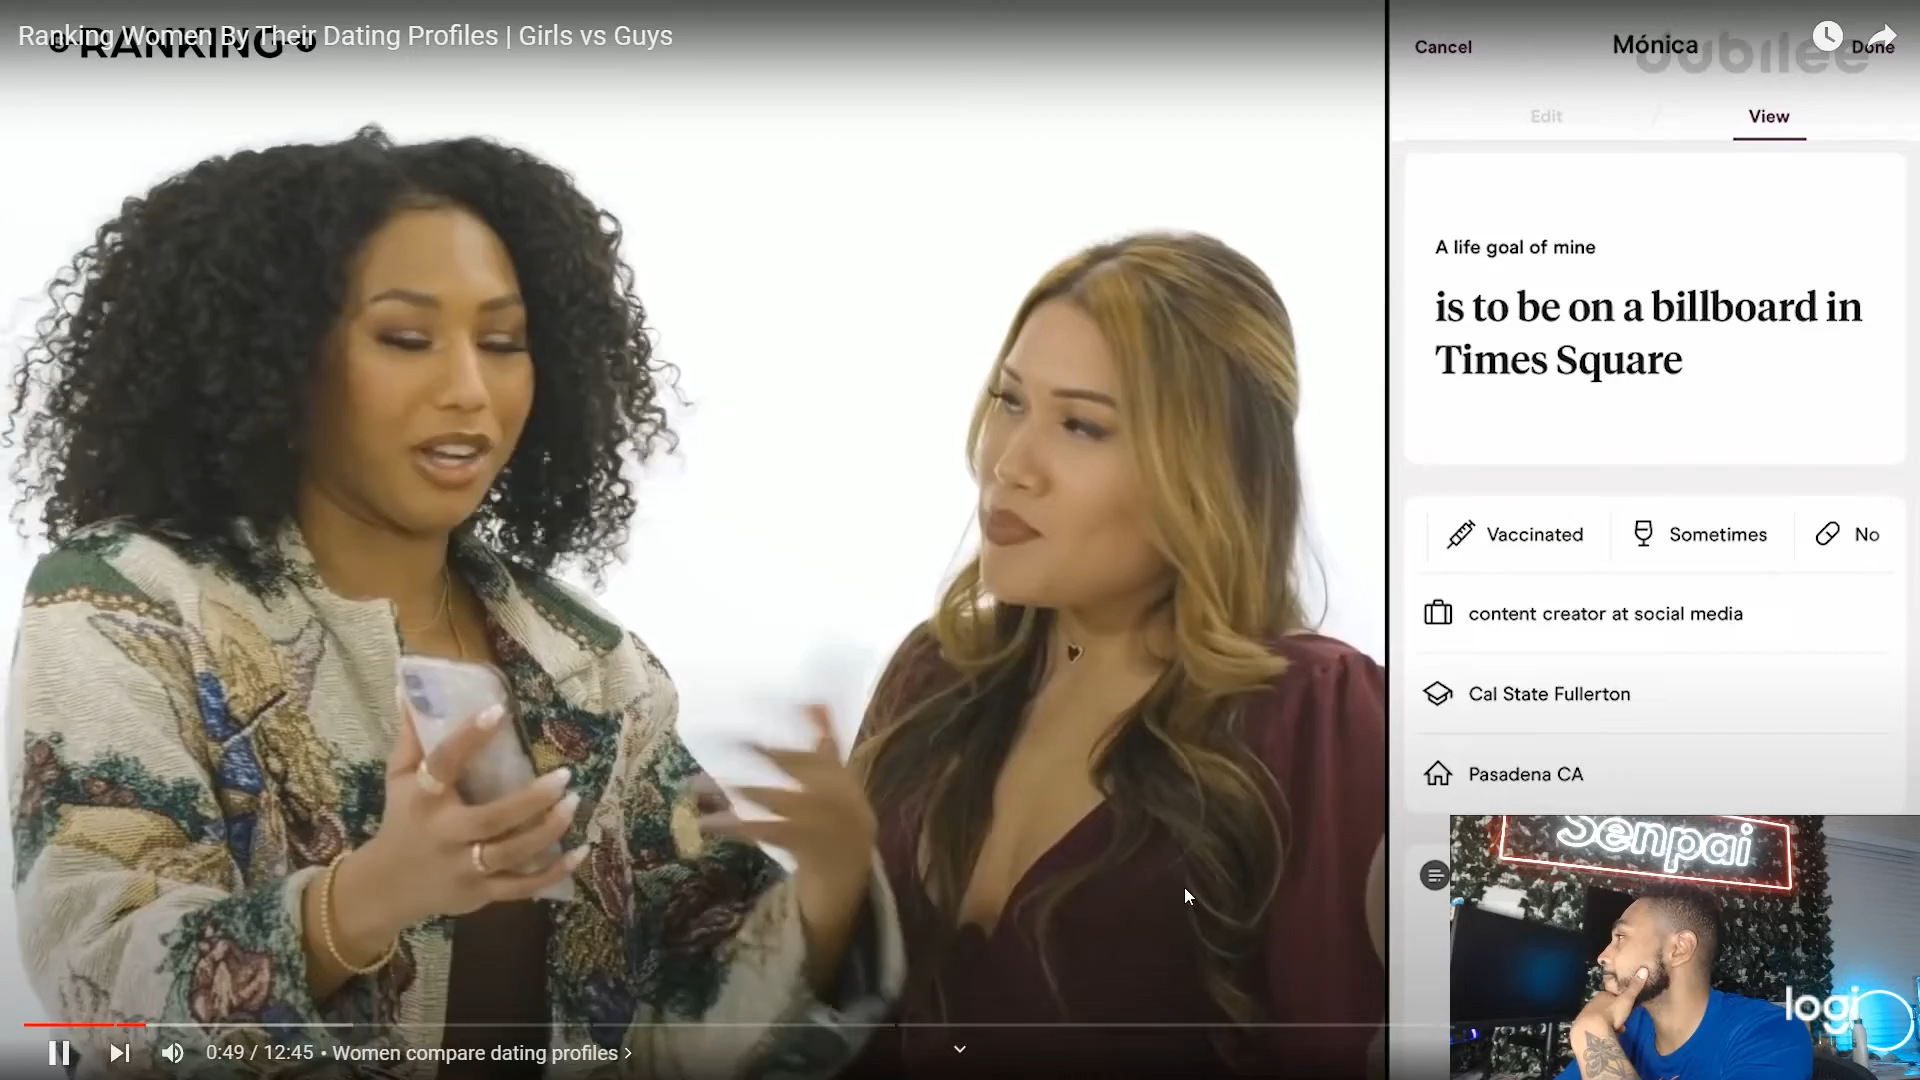 Ranking Women By Their Dating Profiles | Girls vs Guys
RANKING
jubilee
Cancel
Mónica
Done
Edit
View
A life goal of mine
is to be on a billboard in
Times Square
Vaccinated
Sometimes
No
content creator at social media
Cal State Fullerton
Pasadena CA
Senpai
logi
0:49 / 12:45 • Women compare dating profiles >